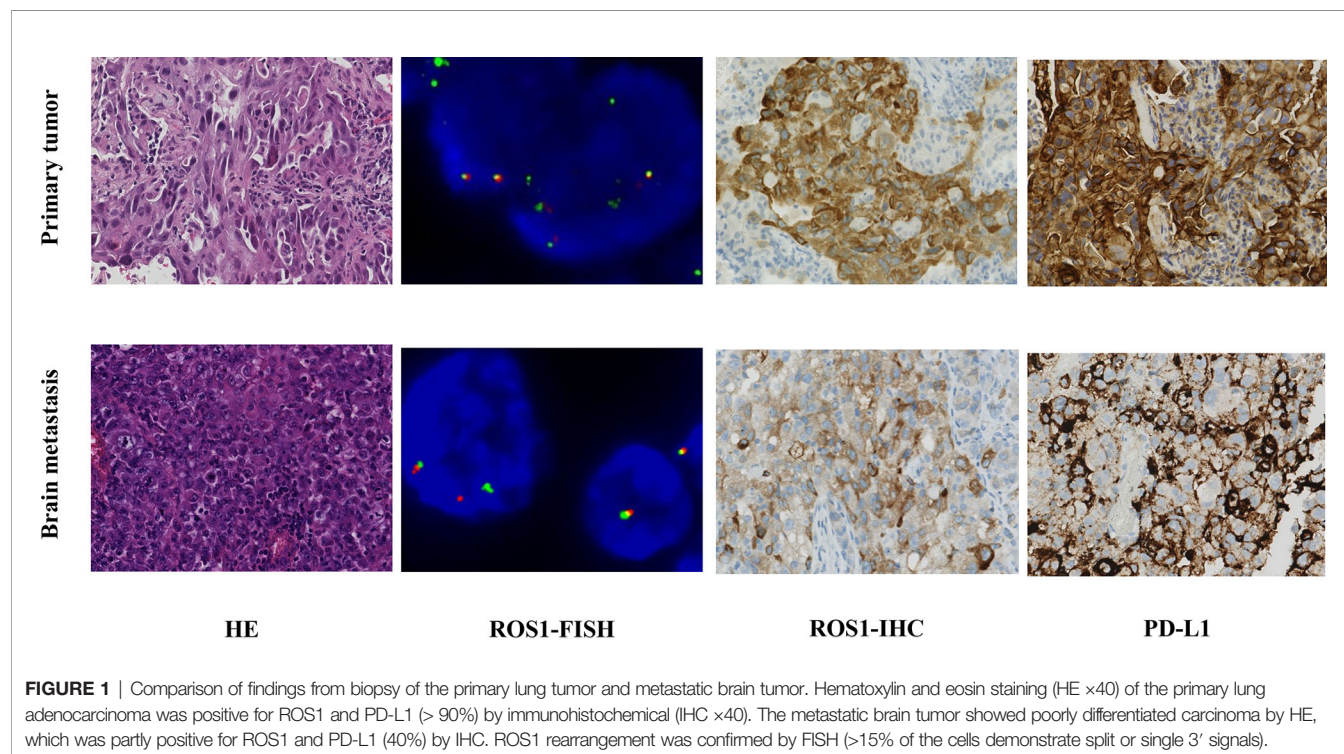 Primary tumor
Brain metastasis
HE ROS1-FISH ROS1-IHC PD-L1
FIGURE 1 | Comparison of findings from biopsy of the primary lung tumor and metastatic brain tumor. Hematoxylin and eosin staining (HE ×40) of the primary lung
adenocarcinoma was positive for ROS1 and PD-L1 (> 90%) by immunohistochemical (IHC ×40). The metastatic brain tumor showed poorly differentiated carcinoma by HE,
which was partly positive for ROS1 and PD-L1 (40%) by IHC. ROS1 rearrangement was confirmed by FISH (>15% of the cells demonstrate split or single 3′ signals).